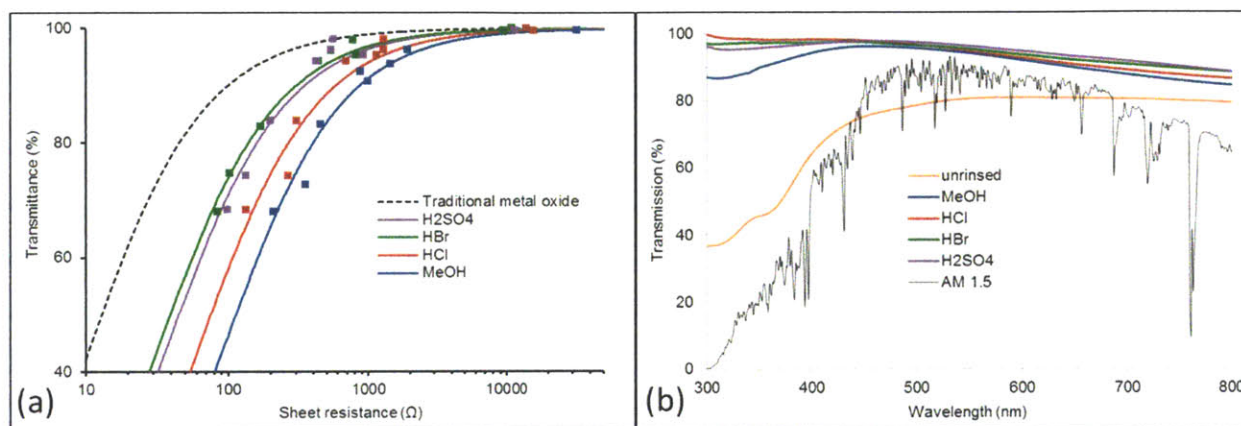 100
80
60
40
Transmittance (%)
10
100
1000
10000
Sheet resistance (Ω)
Traditional metal oxide
H2SO4
HBr
HCl
MeOH
(a)
100
80
60
40
20
0
Transmission (%)
300
400
500
600
700
800
Wavelength (nm)
unrinsed
MeOH
HCl
HBr
H2SO4
AM 1.5
(b)